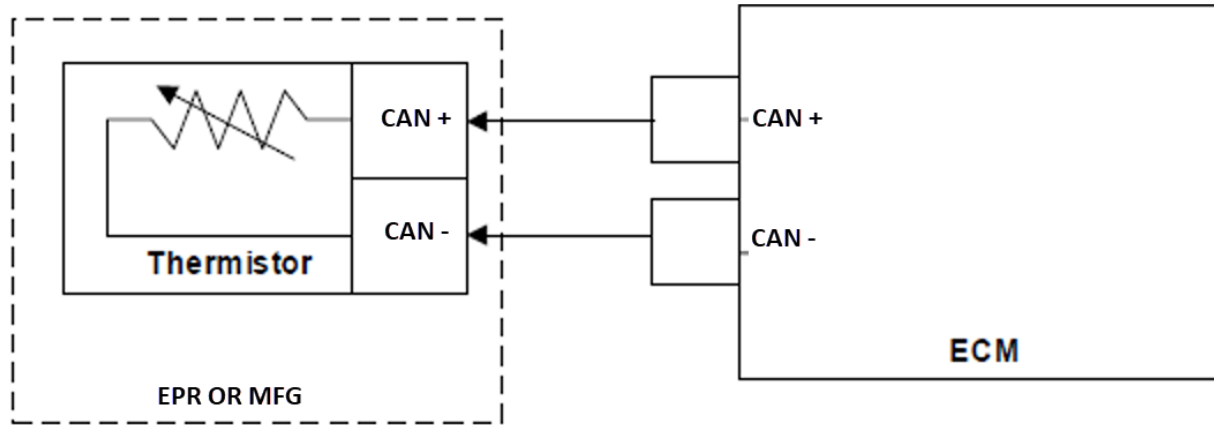 CAN +
CAN +
CAN -
CAN -
Thermistor
ECM
EPR OR MFG